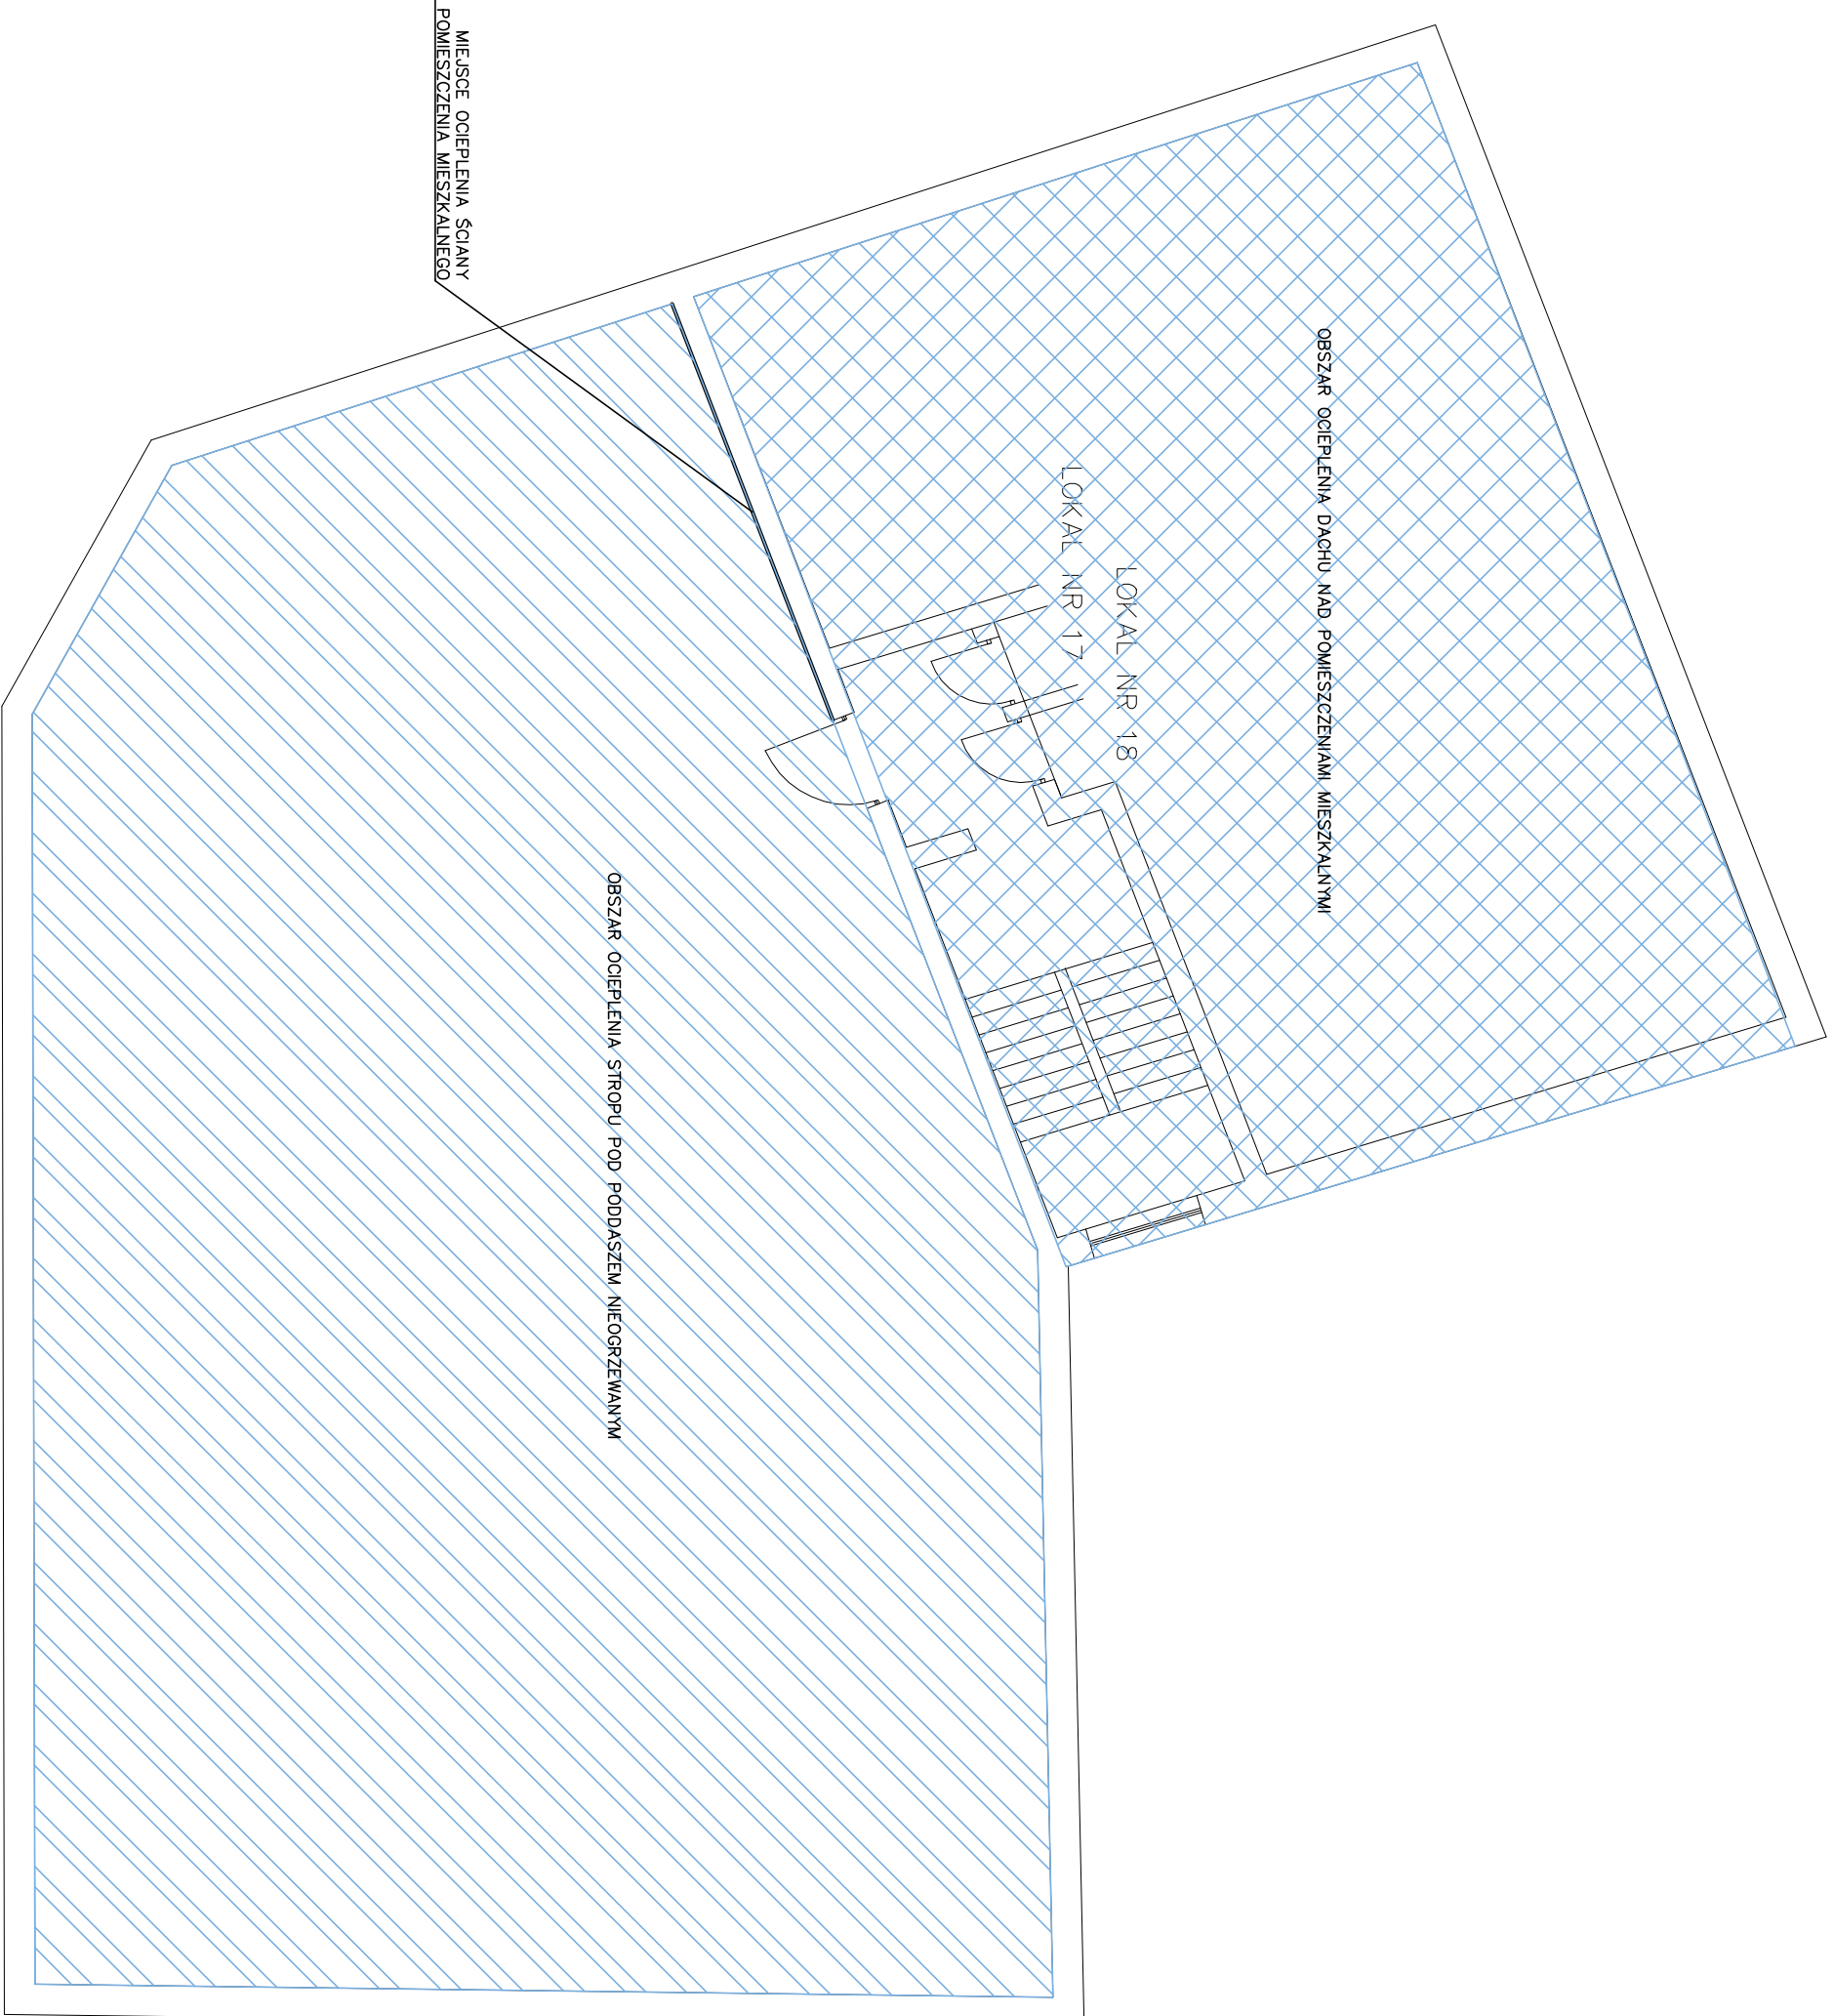 MIEJSCE OCIEPLENIA ŚCIANY
POMIESZCZENIA MIESZKALNEGO
OBSZAR OCIEPLENIA DACHU NAD POMIESZCZENIAMI MIESZKALNYMI
LOKAL NR 18
LOKAL NR 17
OBSZAR OCIEPLENIA STROPU POD PODDASZEM NIEOGRZEWANYM